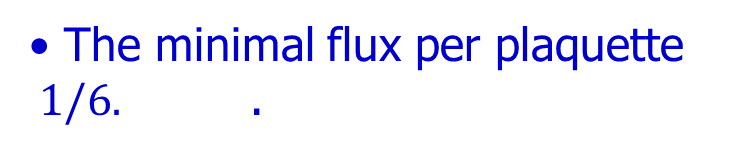 • The minimal flux per plaquette
1/6. .